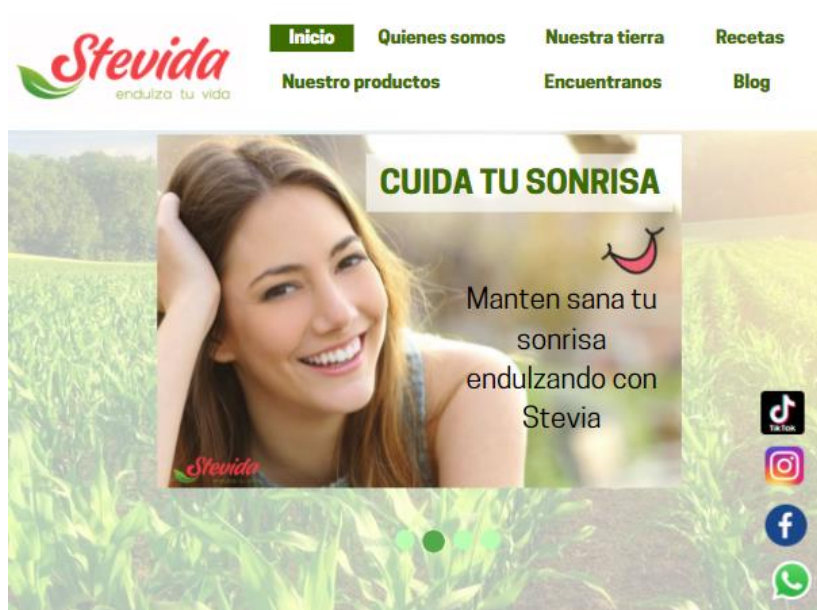 Stevida
endulza tu vida
Inicio
Quienes somos
Nuestra tierra
Recetas
Nuestro productos
Encuentranos
Blog
CUIDA TU SONRISA
Manten sana tu
sonrisa
endulzando con
Stevia
Stevida
TikTok